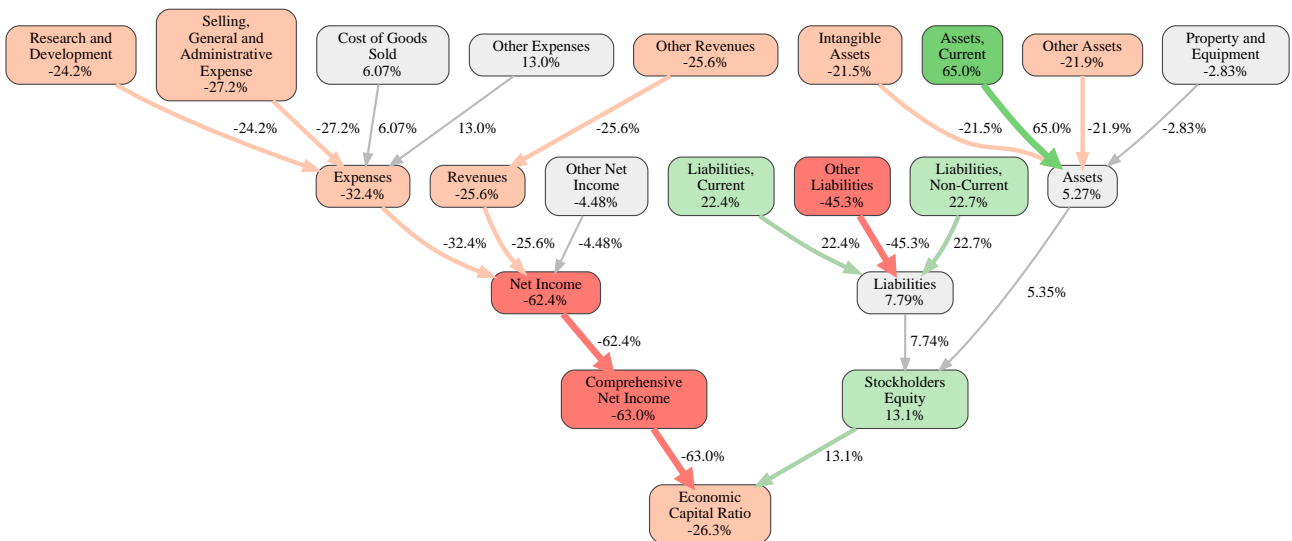 Research and
Development
-24.2%
Selling,
General and
Administrative
Expense
-27.2%
Cost of Goods
Sold
6.07%
Other Expenses
13.0%
Other Revenues
-25.6%
Intangible
Assets
-21.5%
Assets,
Current
65.0%
Other Assets
-21.9%
Property and
Equipment
-2.83%
-24.2%
-27.2%
6.07%
13.0%
-25.6%
-21.5%
65.0%
-21.9%
-2.83%
Expenses
-32.4%
Revenues
-25.6%
Other Net
Income
-4.48%
Liabilities,
Current
22.4%
Other
Liabilities
-45.3%
Liabilities,
Non-Current
22.7%
Assets
5.27%
-32.4%
-25.6%
-4.48%
22.4%
-45.3%
22.7%
5.35%
Net Income
-62.4%
Liabilities
7.79%
-62.4%
7.74%
Comprehensive
Net Income
-63.0%
Stockholders
Equity
13.1%
-63.0%
13.1%
Economic
Capital Ratio
-26.3%